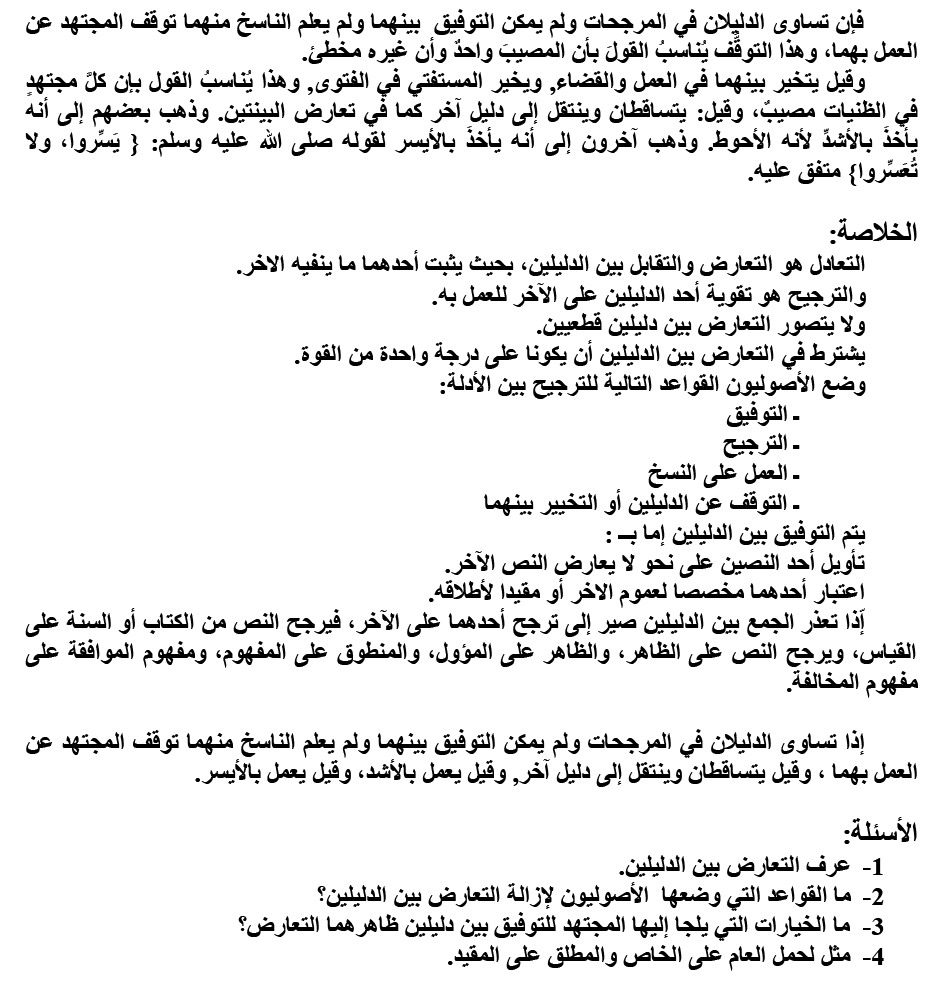 فإن تساوى الدليلان في المرجحات ولم يمكن التوفيق بينهما ولم يعلم الناسخ منهما توقف المجتهد عن
العمل بهما، وهذا التوقُّف يُناسبُ القولَ بأن المصيبَ واحدٌ وأن غيره مخطئ.
وقيل يتخير بينهما في العمل والقضاء, ويخير المستفتي في الفتوى, وهذا يُناسبُ القول بإن كلَّ مجتهدٍ
في الظنيات مصيبٌ، وقيل: يتساقطان وينتقل إلى دليل آخر كما في تعارض البينتين. وذهب بعضهم إلى أنه
يأخذَ بالأشدِّ لأنه الأحوط. وذهب آخرون إلى أنه يأخذَ بالأيسر لقوله صلى الله عليه وسلم: { يَسِّروا، ولا
تُعَسِّروا} متفق عليه.
الخلاصة:
التعادل هو التعارض والتقابل بين الدليلين، بحيث يثبت أحدهما ما ينفيه الاخر.
والترجيح هو تقوية أحد الدليلين على الآخر للعمل به.
ولا يتصور التعارض بين دليلين قطعيين.
يشترط في التعارض بين الدليلين أن يكونا على درجة واحدة من القوة.
وضع الأصوليون القواعد التالية للترجيح بين الأدلة:
ـ التوفيق
ـ الترجيح
ـ العمل على النسخ
ـ التوقف عن الدليلين أو التخيير بينهما
يتم التوفيق بين الدليلين إما بــ :
تأويل أحد النصين على نحو لا يعارض النص الآخر.
اعتبار أحدهما مخصصا لعموم الاخر أو مقيدا لأطلاقه.
إّذا تعذر الجمع بين الدليلين صير إلى ترجح أحدهما على الآخر، فيرجح النص من الكتاب أو السنة على
القياس، ويرجح النص على الظاهر، والظاهر على المؤول، والمنطوق على المفهوم، ومفهوم الموافقة على
مفهوم المخالفة.
إذا تساوى الدليلان في المرجحات ولم يمكن التوفيق بينهما ولم يعلم الناسخ منهما توقف المجتهد عن
العمل بهما ، وقيل يتساقطان وينتقل إلى دليل آخر, وقيل يعمل بالأشد، وقيل يعمل بالأيسر.
الأسئلة:
1- عرف التعارض بين الدليلين.
2- ما القواعد التي وضعها الأصوليون لإزالة التعارض بين الدليلين؟
3- ما الخيارات التي يلجا إليها المجتهد للتوفيق بين دليلين ظاهرهما التعارض؟
4- مثل لحمل العام على الخاص والمطلق على المقيد.